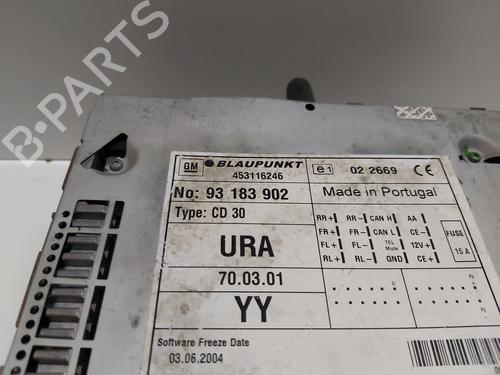 B-PARTS
GM BLAUPUNKT
453116246
e1 02 2669 CE
No: 93 183 902 Made in Portugal
Type: CD 30
RR+ RR- CAN H AA
FR+ FR- CAN L CE-
FL+ FL- TEL Mute 12V+
RL+ RL- GND CE+
FUSE
15 A
URA
70.03.01
YY
Software Freeze Date
03.06.2004